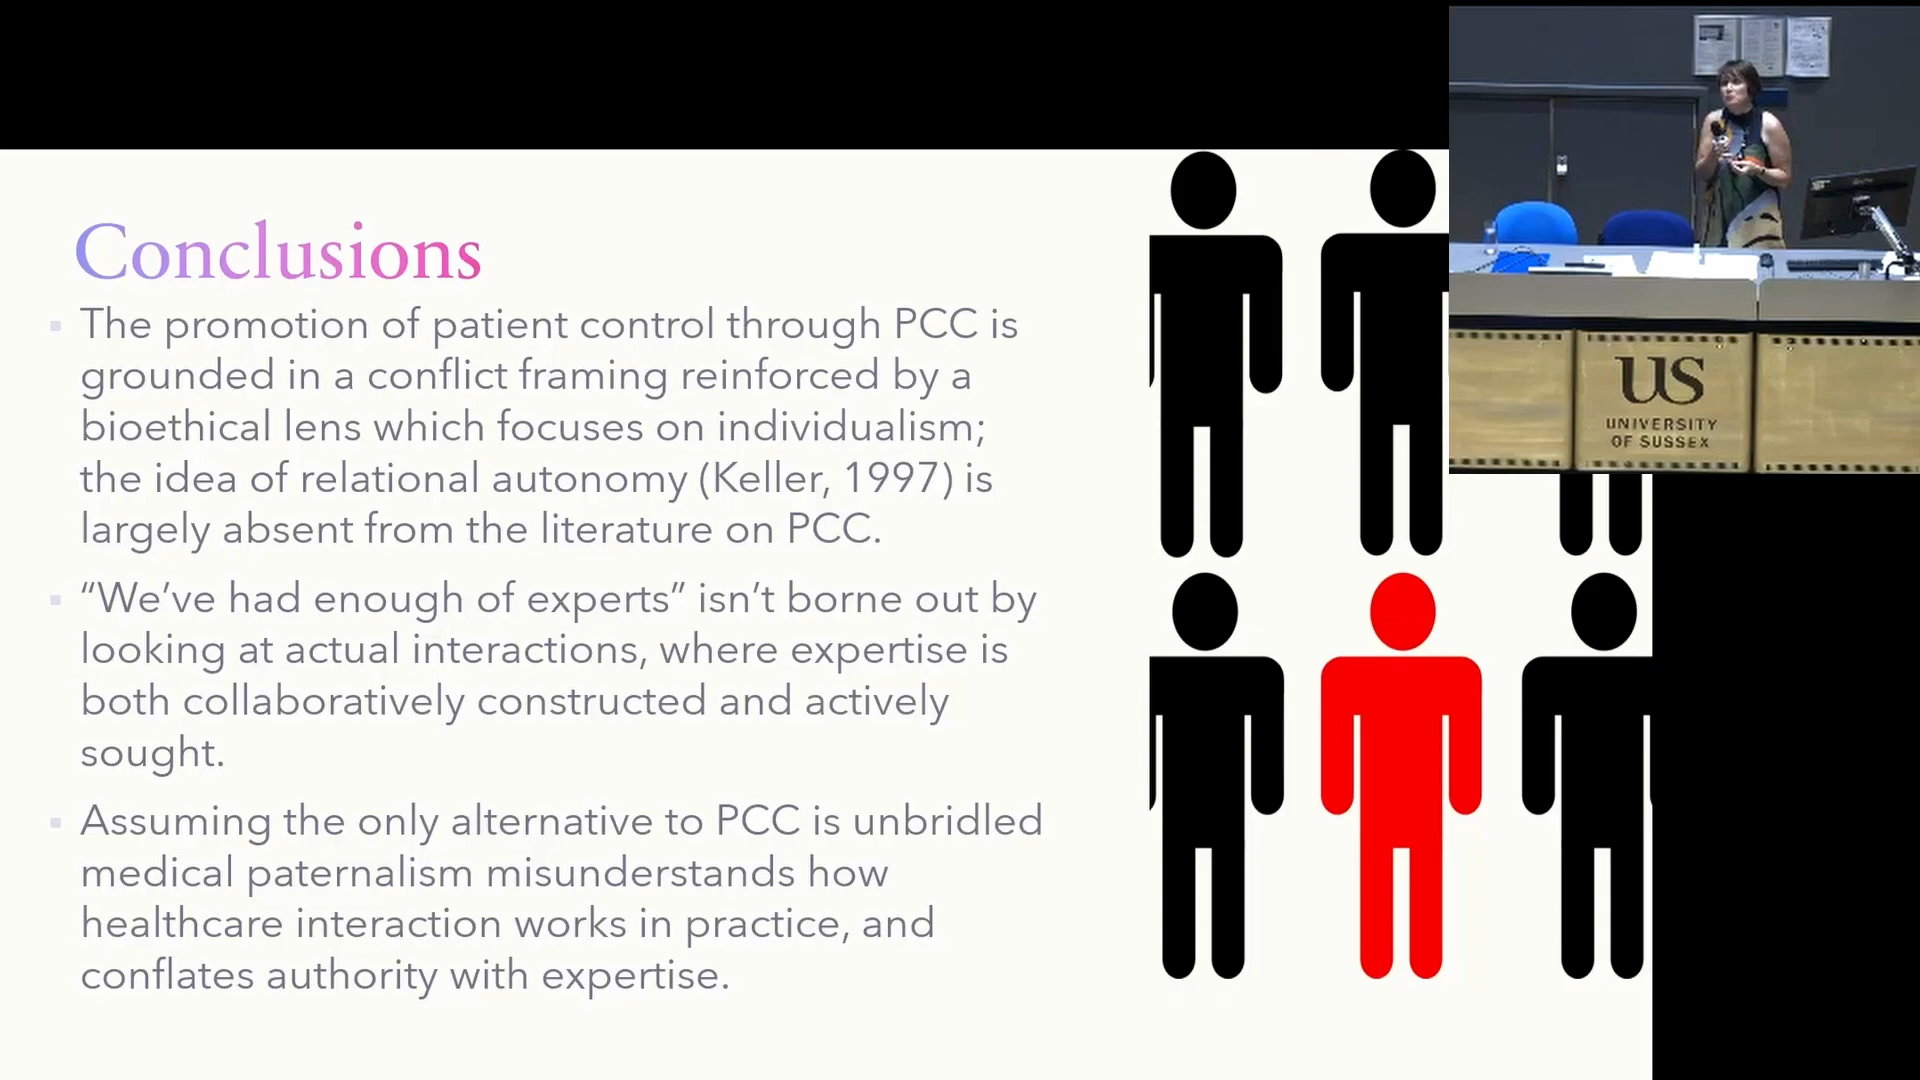 Conclusions
The promotion of patient control through PCC is
grounded in a conflict framing reinforced by a
bioethical lens which focuses on individualism;
the idea of relational autonomy (Keller, 1997) is
largely absent from the literature on PCC.
“We’ve had enough of experts” isn’t borne out by
looking at actual interactions, where expertise is
both collaboratively constructed and actively
sought.
Assuming the only alternative to PCC is unbridled
medical paternalism misunderstands how
healthcare interaction works in practice, and
conflates authority with expertise.
US
UNIVERSITY
OF SUSSEX